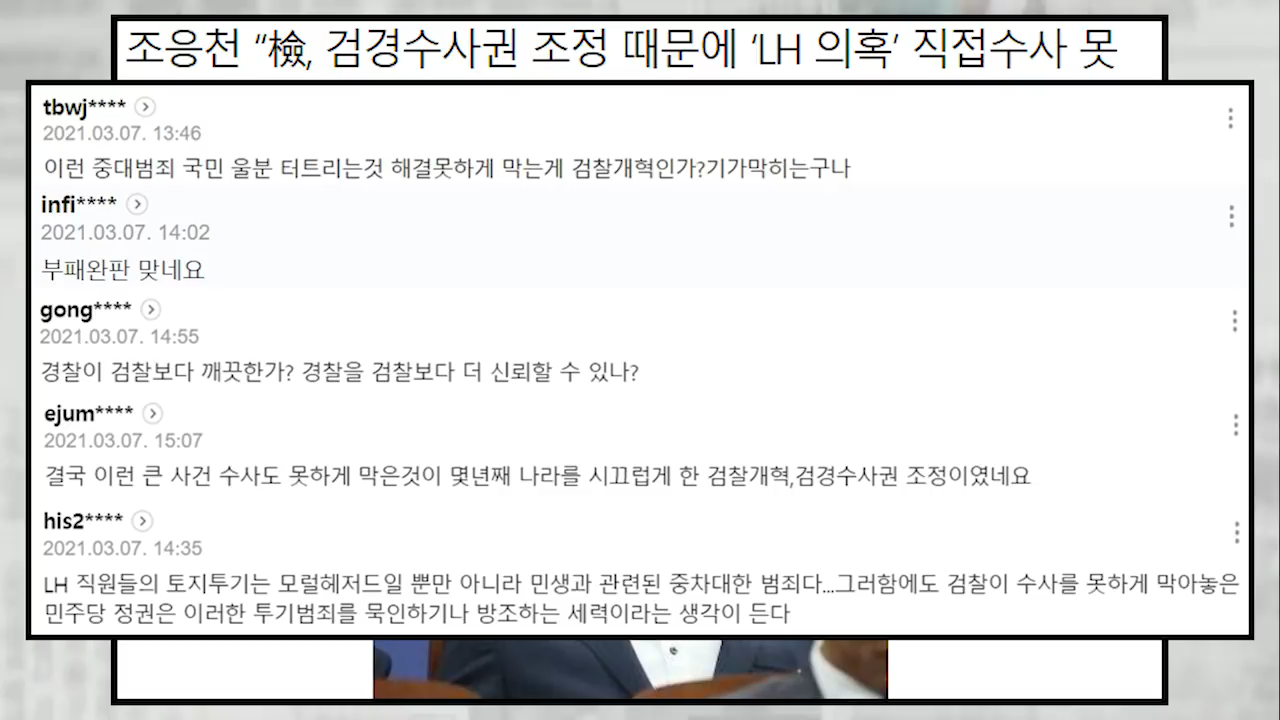 조응천 “檢, 검경수사권 조정 때문에 ‘LH 의혹’ 직접수사 못
tbwj****
2021.03.07. 13:46
이런 중대범죄 국민 울분 터트리는것 해결못하게 막는게 검찰개혁인가?기가막히는구나
infi****
2021.03.07. 14:02
부패완판 맞네요
gong****
2021.03.07. 14:55
경찰이 검찰보다 깨끗한가? 경찰을 검찰보다 더 신뢰할 수 있나?
ejum****
2021.03.07. 15:07
결국 이런 큰 사건 수사도 못하게 막은것이 몇년째 나라를 시끄럽게 한 검찰개혁,검경수사권 조정이였네요
his2****
2021.03.07. 14:35
LH 직원들의 토지투기는 모럴헤저드일 뿐만 아니라 민생과 관련된 중차대한 범죄다...그러함에도 검찰이 수사를 못하게 막아놓은
민주당 정권은 이러한 투기범죄를 묵인하기나 방조하는 세력이라는 생각이 든다